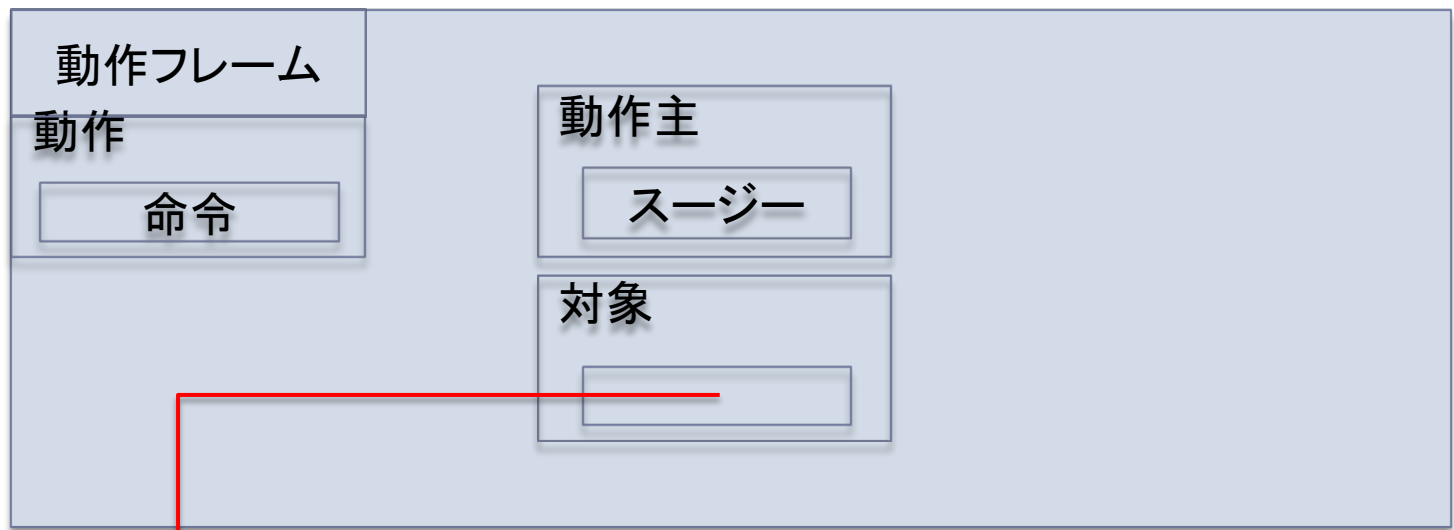 動作フレーム
動作
命令
動作主
スージー
対象